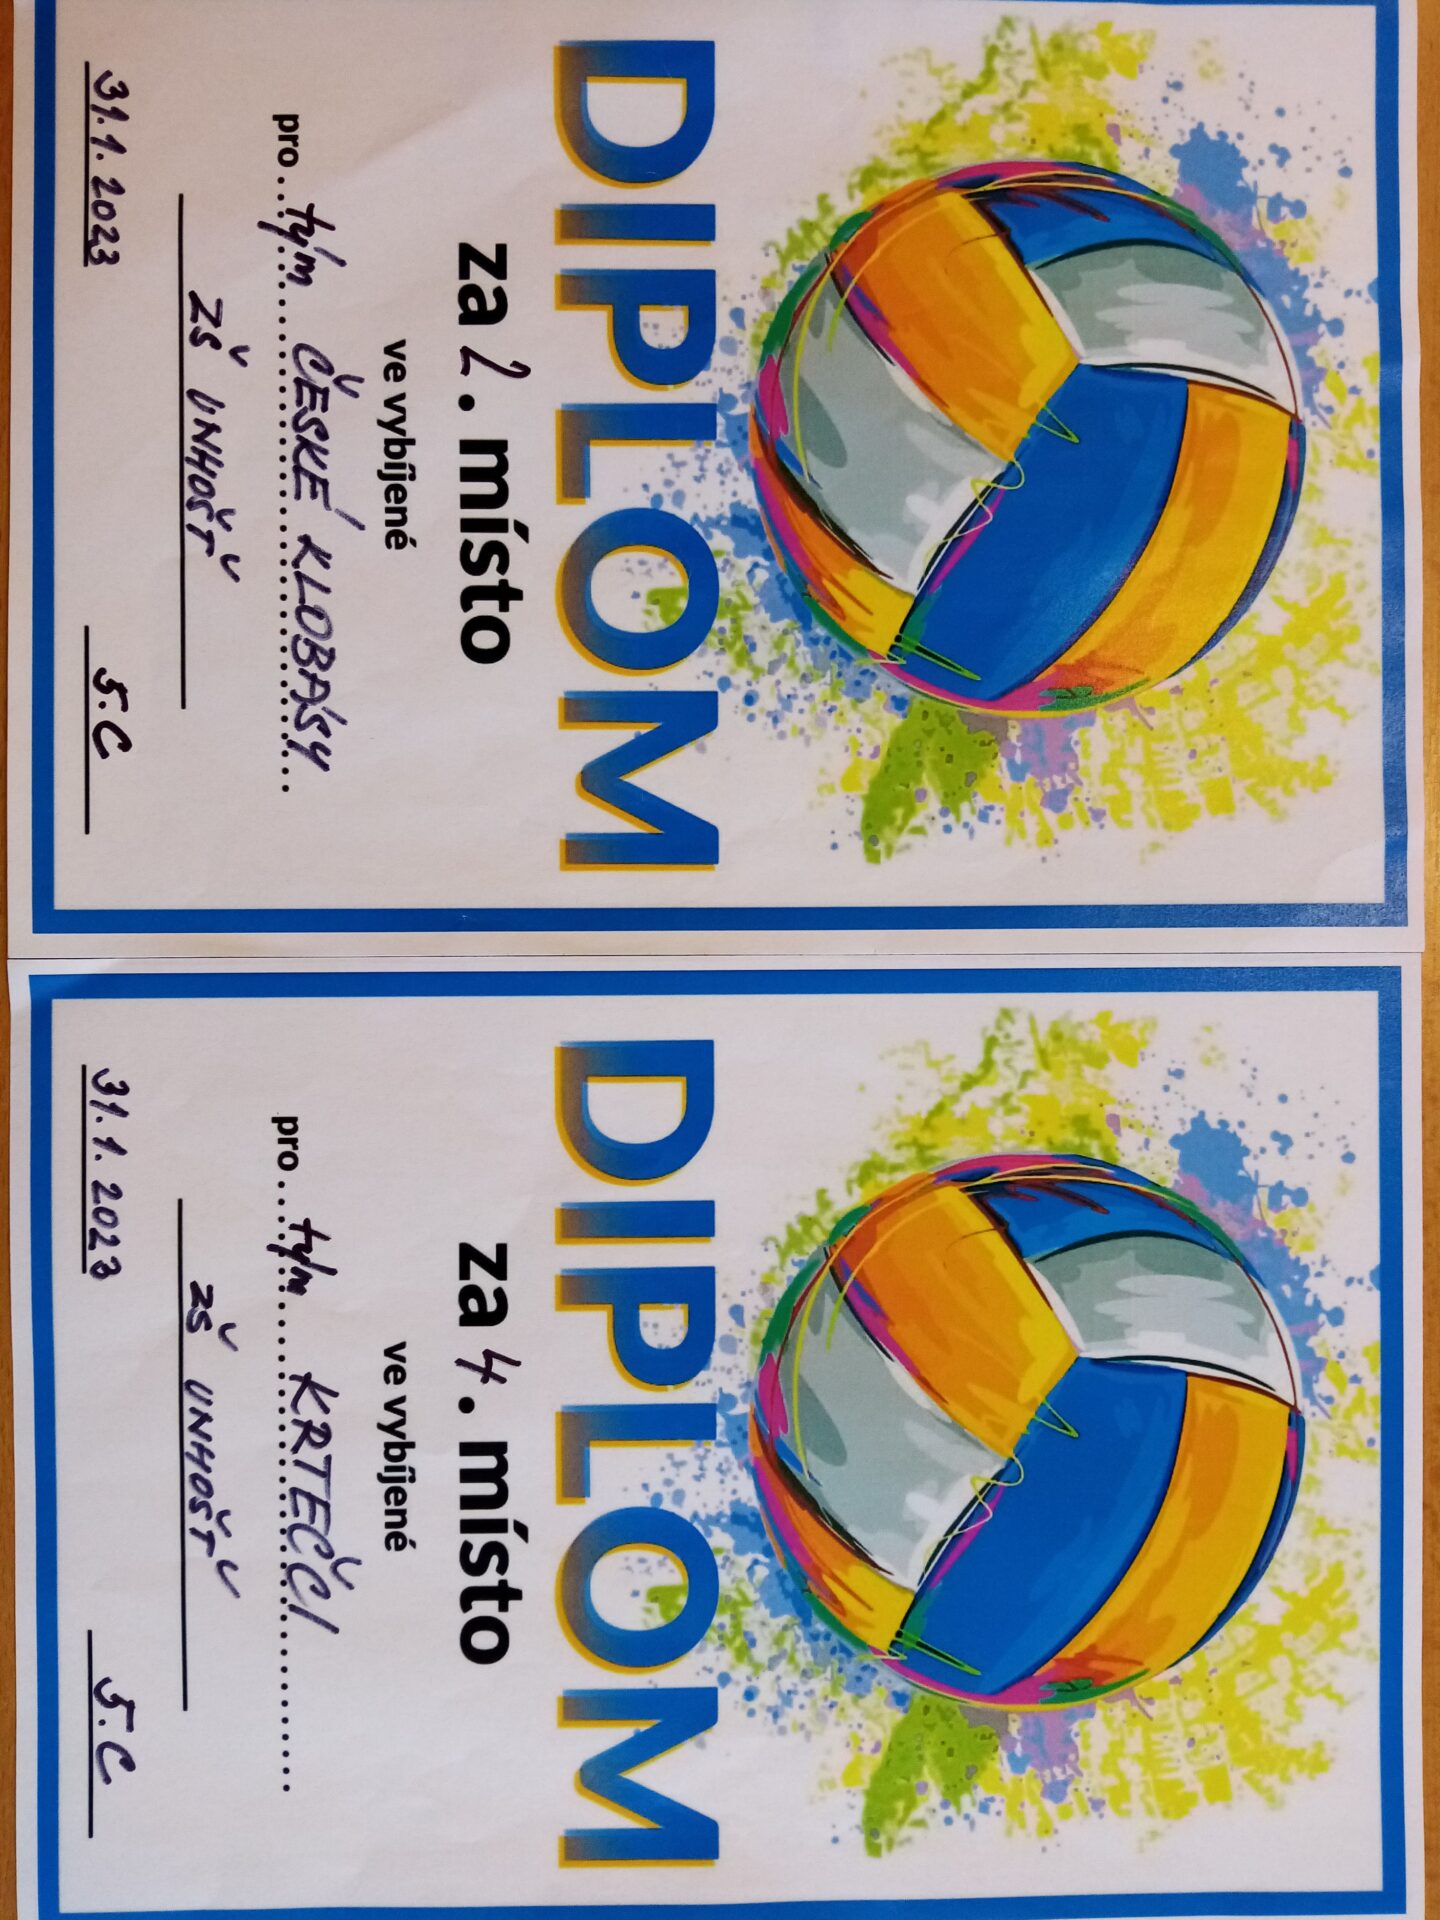 DIPLOM
za 2. místo
ve vybíjené
pro...tým ČESKÉ KLOBÁSY...
ZŠ UNHOŠŤ
31.1.2023 5.C
DIPLOM
za 4. místo
ve vybíjené
pro...tým KRTEČCI...
ZŠ UNHOŠŤ
31.1.2023 5.C